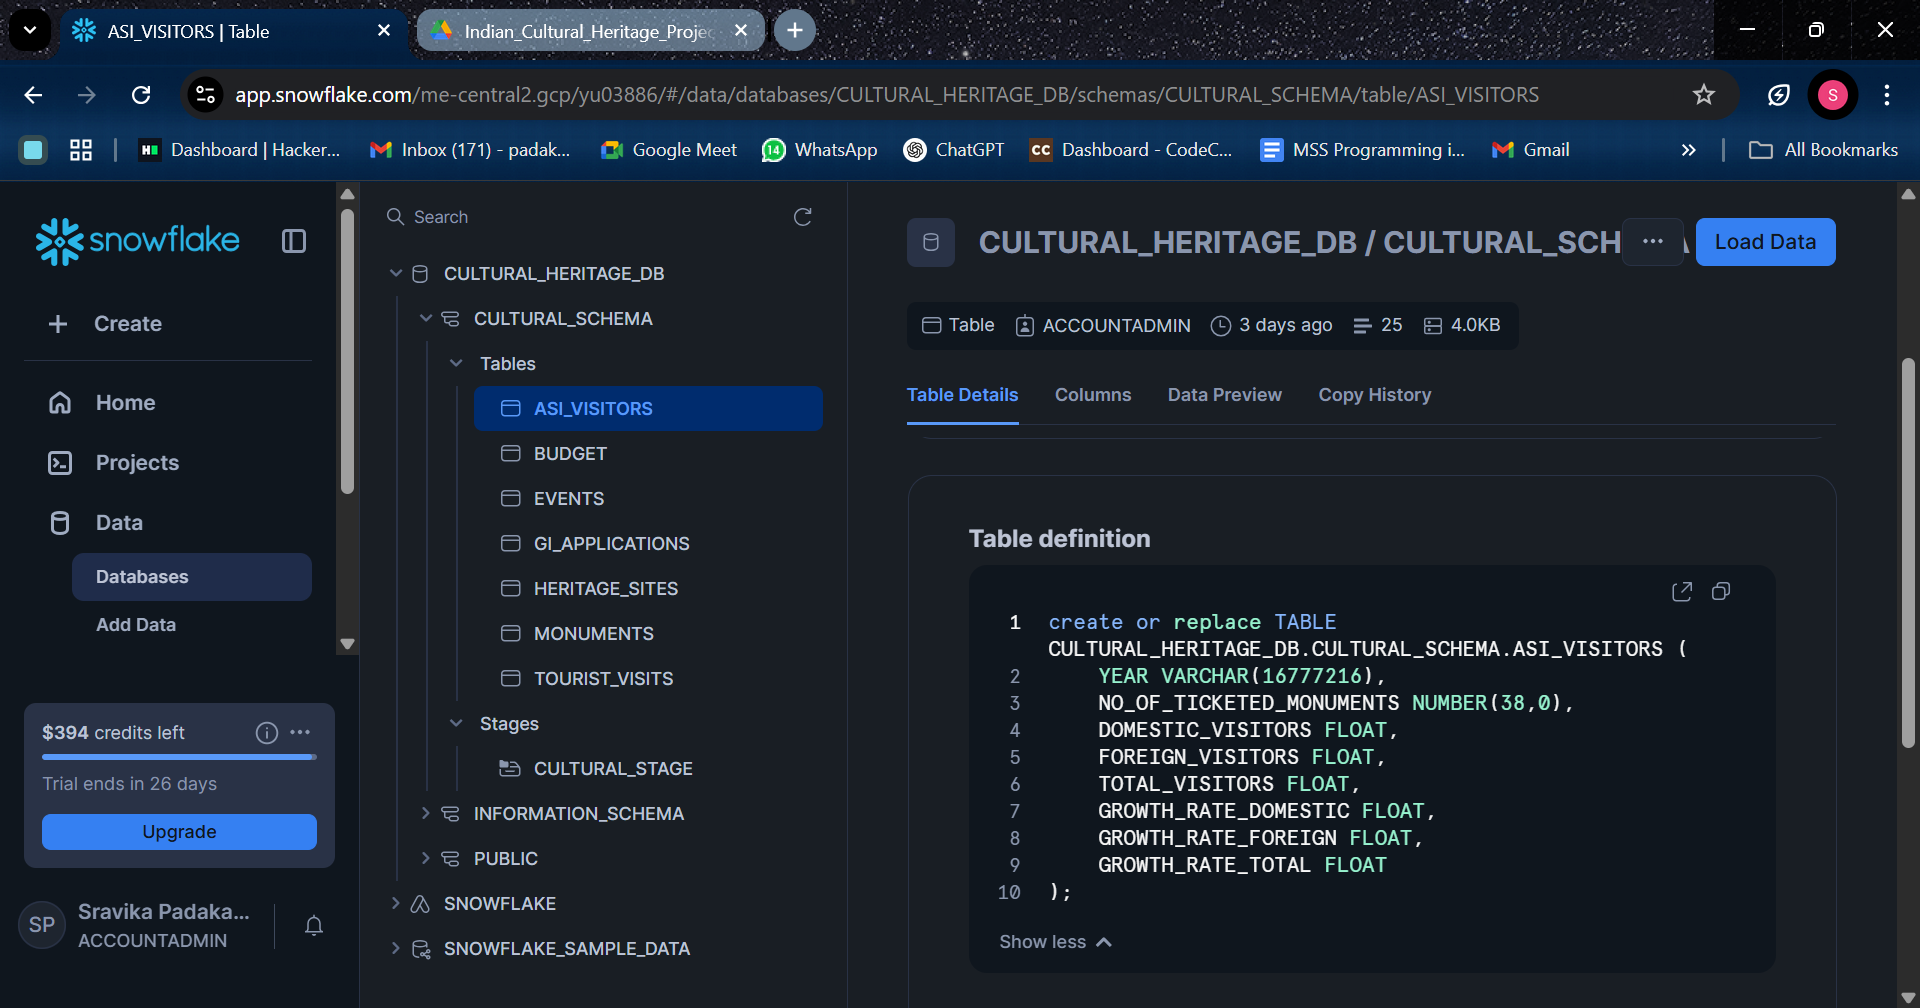 ASI_VISITORS | Table
Indian_Cultural_Heritage_Proje
app.snowflake.com/me-central2.gcp/yu03886/#/data/databases/CULTURAL_HERITAGE_DB/schemas/CULTURAL_SCHEMA/table/ASI_VISITORS
S
Dashboard | Hacker...
Inbox (171) - padak...
Google Meet
14
WhatsApp
ChatGPT
CC
Dashboard - CodeC...
MSS Programming i...
Gmail
All Bookmarks
snowflake
Create
Home
Projects
Data
Databases
Add Data
$394 credits left
Trial ends in 26 days
Upgrade
SP
Sravika Padaka...
ACCOUNTADMIN
Search
CULTURAL_HERITAGE_DB
CULTURAL_SCHEMA
Tables
ASI_VISITORS
BUDGET
EVENTS
GI_APPLICATIONS
HERITAGE_SITES
MONUMENTS
TOURIST_VISITS
Stages
CULTURAL_STAGE
INFORMATION_SCHEMA
PUBLIC
SNOWFLAKE
SNOWFLAKE_SAMPLE_DATA
CULTURAL_HERITAGE_DB / CULTURAL_SCH
...
Load Data
Table ACCOUNTADMIN 3 days ago 25 4.0KB
Table Details Columns Data Preview Copy History
Table definition
1 create or replace TABLE
CULTURAL_HERITAGE_DB.CULTURAL_SCHEMA.ASI_VISITORS (
2 YEAR VARCHAR(16777216),
3 NO_OF_TICKETED_MONUMENTS NUMBER(38,0),
4 DOMESTIC_VISITORS FLOAT,
5 FOREIGN_VISITORS FLOAT,
6 TOTAL_VISITORS FLOAT,
7 GROWTH_RATE_DOMESTIC FLOAT,
8 GROWTH_RATE_FOREIGN FLOAT,
9 GROWTH_RATE_TOTAL FLOAT
10 );
Show less